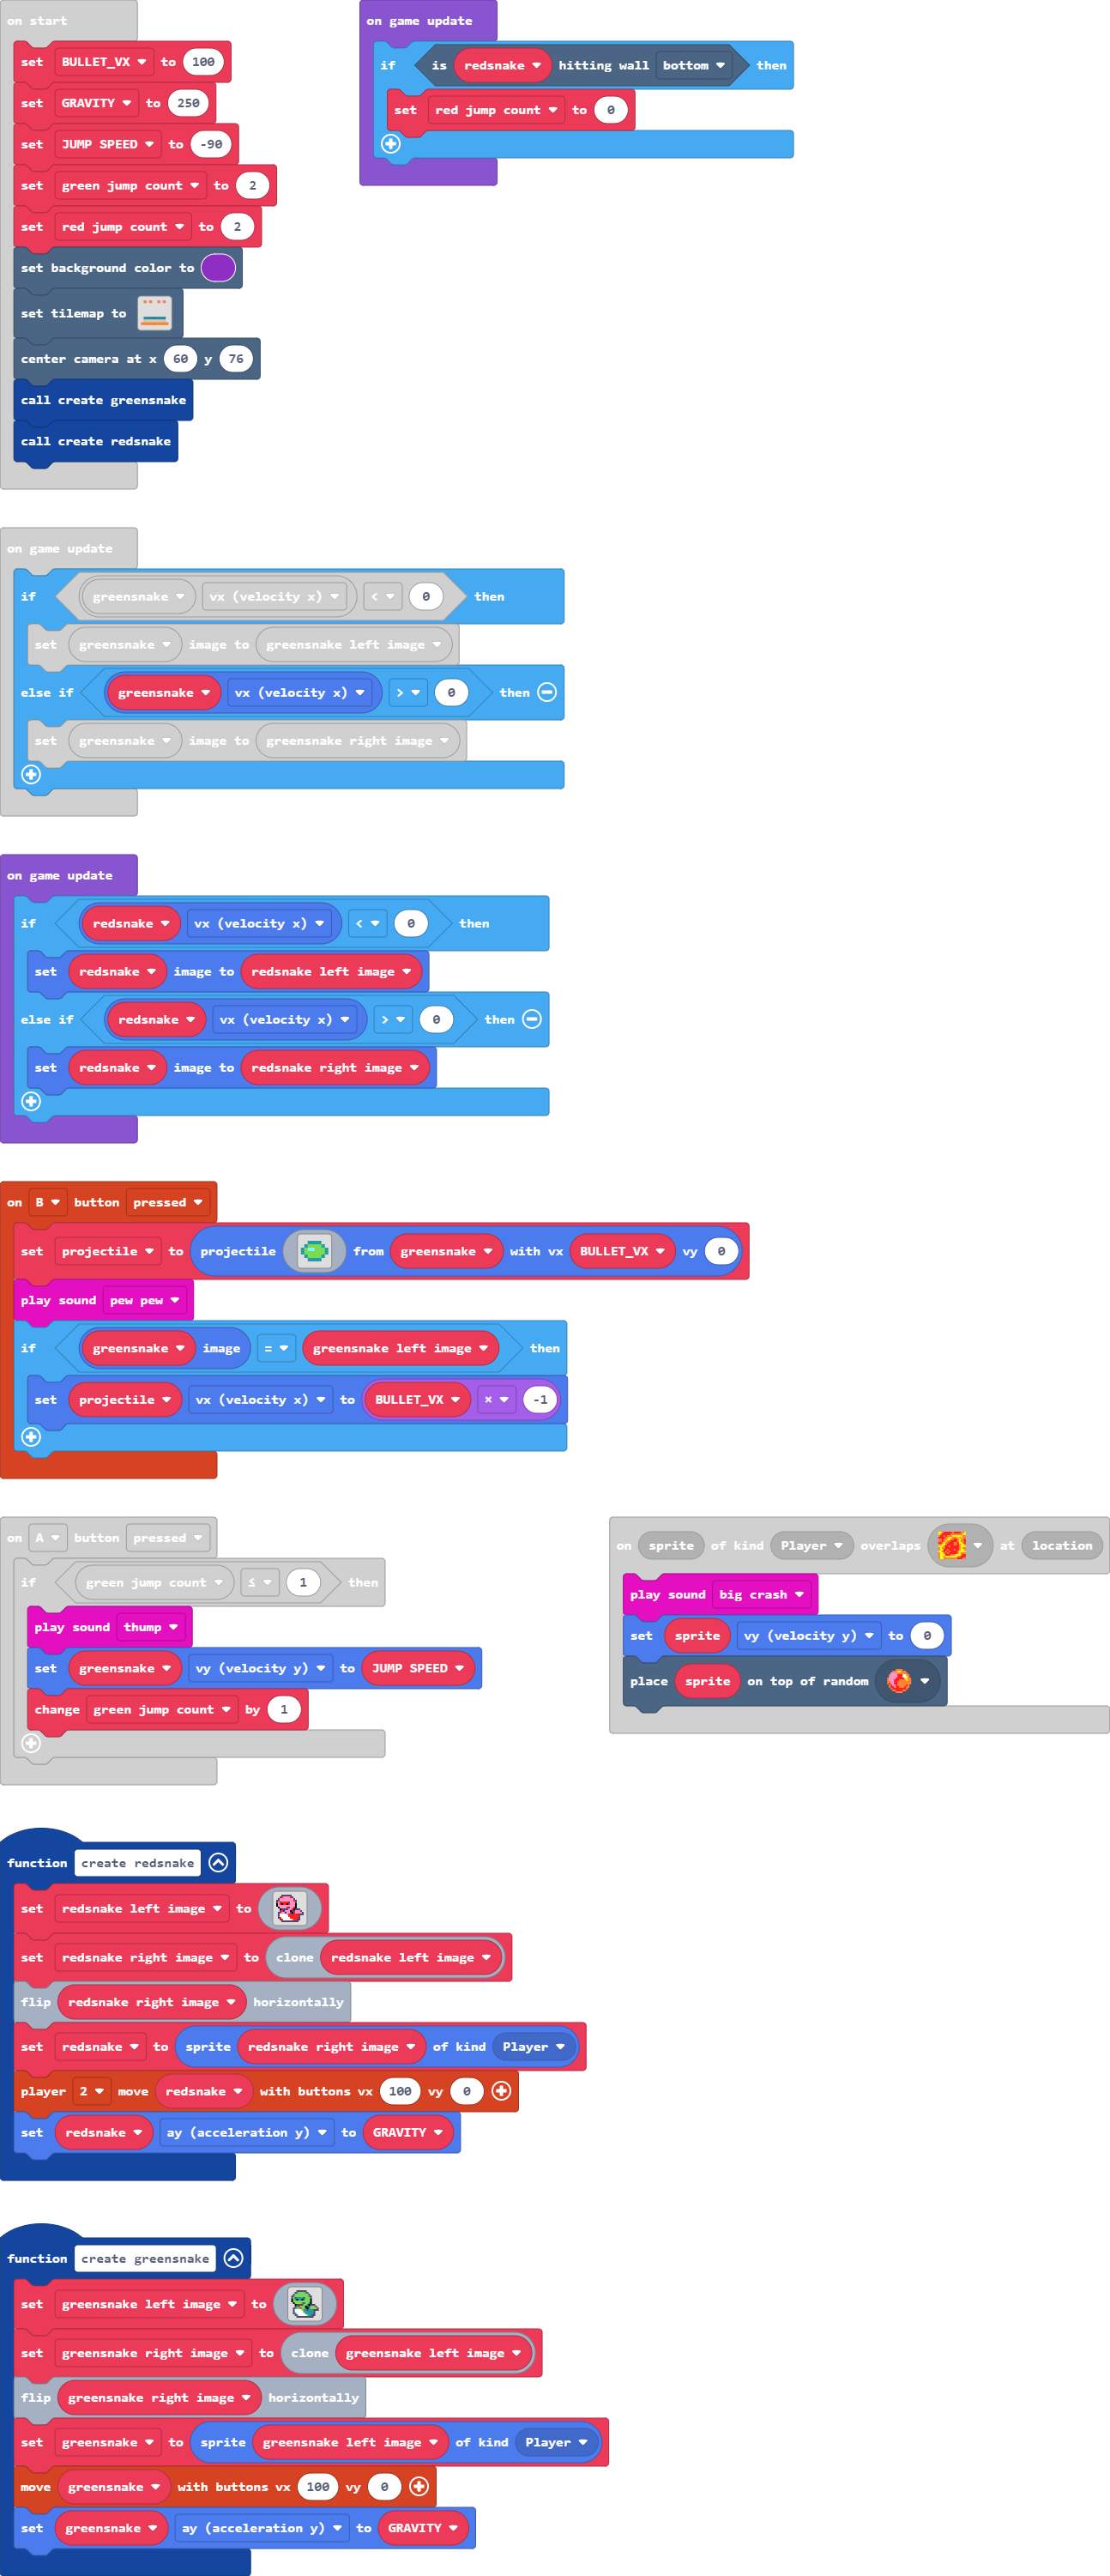 on start
set BULLET_VX to 100
set GRAVITY to 250
set JUMP SPEED to -90
set green jump count to 2
set red jump count to 2
set background color to
set tilemap to
center camera at x 60 y 76
call create greensnake
call create redsnake
on game update
if is redsnake hitting wall bottom then
set red jump count to 0
on game update
if greensnake vx (velocity x) < 0 then
set greensnake image to greensnake left image
else if greensnake vx (velocity x) > 0 then
set greensnake image to greensnake right image
on game update
if redsnake vx (velocity x) < 0 then
set redsnake image to redsnake left image
else if redsnake vx (velocity x) > 0 then
set redsnake image to redsnake right image
on B button pressed
set projectile to projectile from greensnake with vx BULLET_VX vy 0
play sound pew pew
if greensnake image = greensnake left image then
set projectile vx (velocity x) to BULLET_VX × -1
on A button pressed
if green jump count ≤ 1 then
play sound thump
set greensnake vy (velocity y) to JUMP SPEED
change green jump count by 1
on sprite of kind Player overlaps at location
play sound big crash
set sprite vy (velocity y) to 0
place sprite on top of random
function create redsnake
set redsnake left image to
set redsnake right image to clone redsnake left image
flip redsnake right image horizontally
set redsnake to sprite redsnake right image of kind Player
player 2 move redsnake with buttons vx 100 vy 0
set redsnake ay (acceleration y) to GRAVITY
function create greensnake
set greensnake left image to
set greensnake right image to clone greensnake left image
flip greensnake right image horizontally
set greensnake to sprite greensnake left image of kind Player
move greensnake with buttons vx 100 vy 0
set greensnake ay (acceleration y) to GRAVITY